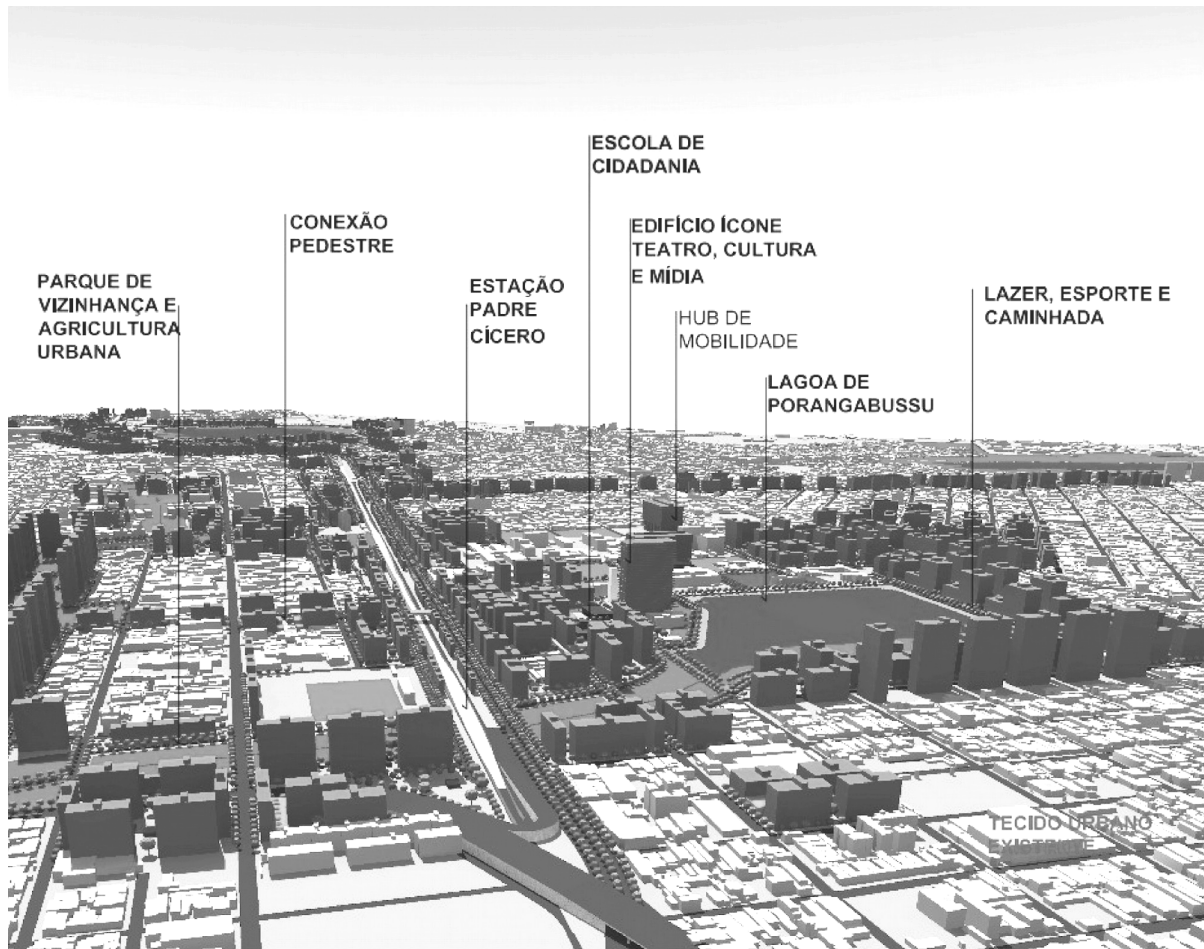 ESCOLA DE
CIDADANIA
CONEXÃO
PEDESTRE
EDIFÍCIO ÍCONE
TEATRO, CULTURA
E MÍDIA
PARQUE DE
VIZINHANÇA E
AGRICULTURA
URBANA
ESTAÇÃO
PADRE
CÍCERO
LAZER, ESPORTE E
CAMINHADA
HUB DE
MOBILIDADE
LAGOA DE
PORANGABUSSU
TECIDO URBANO